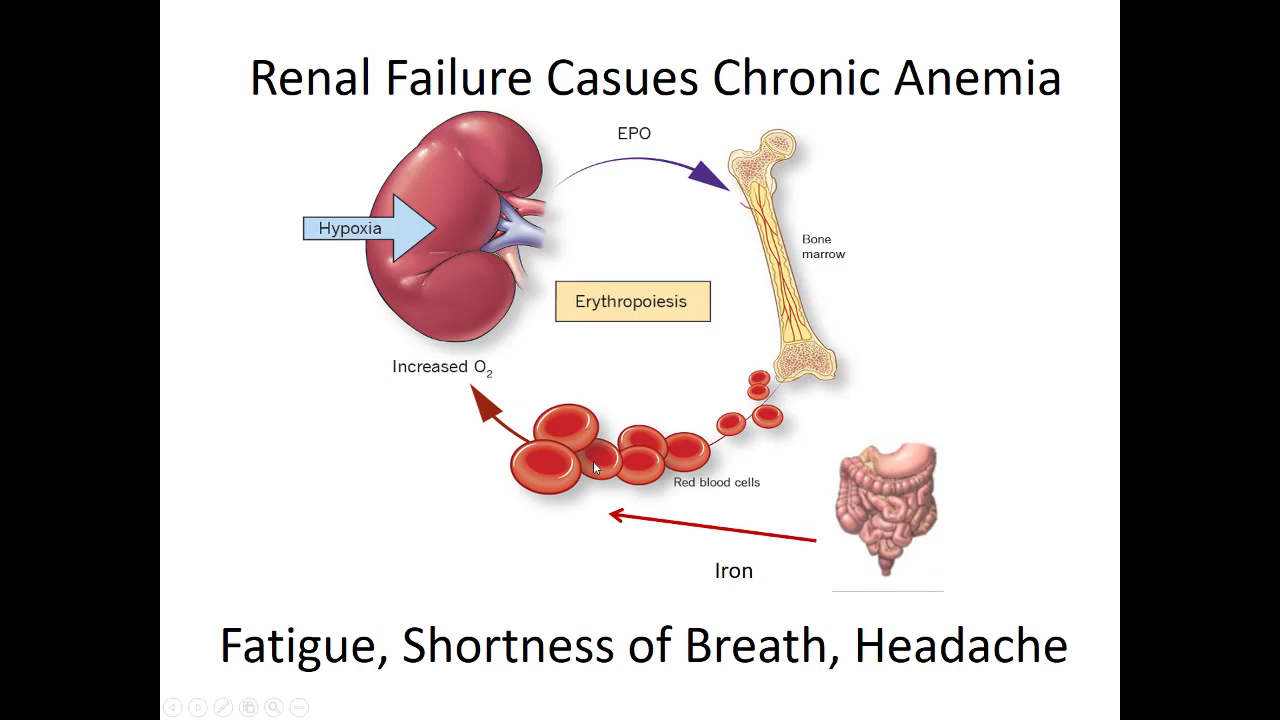 Renal Failure Casues Chronic Anemia
EPO
Hypoxia
Bone
marrow
Erythropoiesis
Increased O2
Red blood cells
Iron
Fatigue, Shortness of Breath, Headache